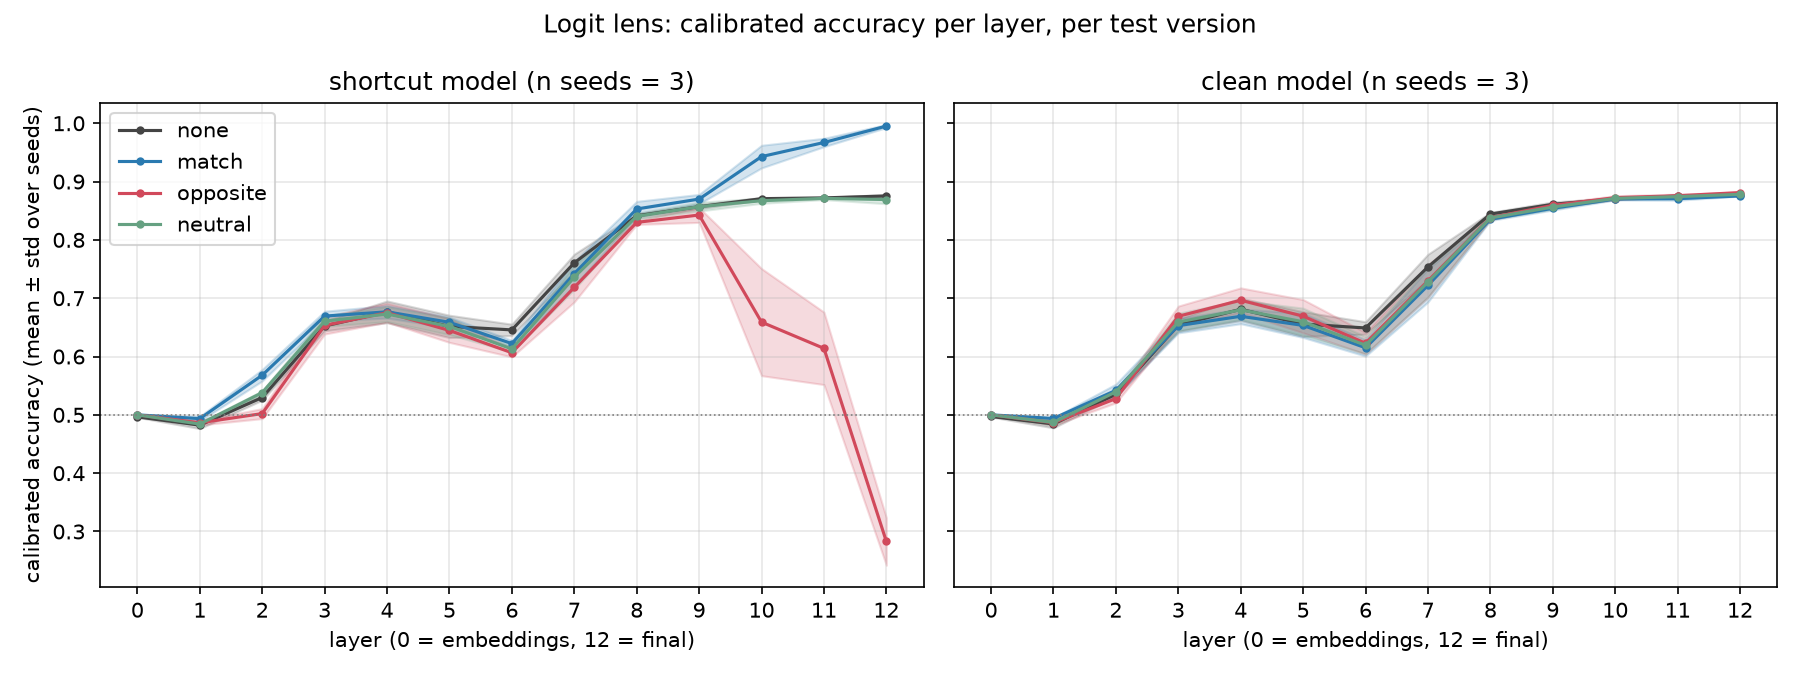 Logit lens: calibrated accuracy per layer, per test version
shortcut model (n seeds = 3)
clean model (n seeds = 3)
calibrated accuracy (mean ± std over seeds)
none
match
opposite
neutral
1.0
0.9
0.8
0.7
0.6
0.5
0.4
0.3
0 1 2 3 4 5 6 7 8 9 10 11 12
0 1 2 3 4 5 6 7 8 9 10 11 12
layer (0 = embeddings, 12 = final)
layer (0 = embeddings, 12 = final)